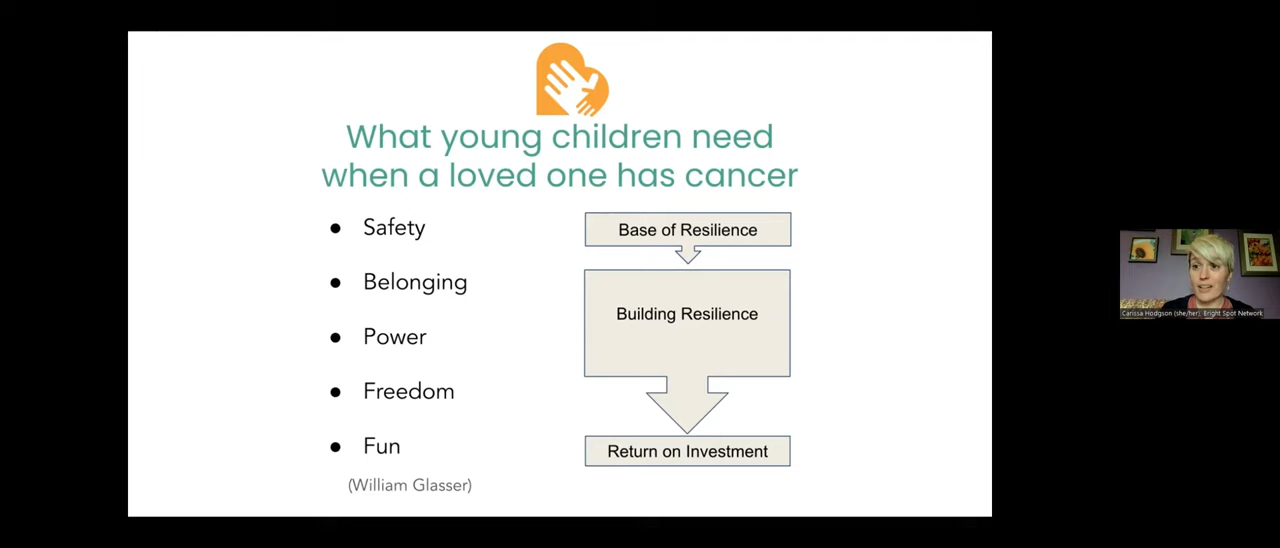 What young children need
when a loved one has cancer
● Safety
● Belonging
● Power
● Freedom
● Fun
(William Glasser)
Base of Resilience
Building Resilience
Return on Investment
Carissa Hodgson (she/her), Bright Spot Network